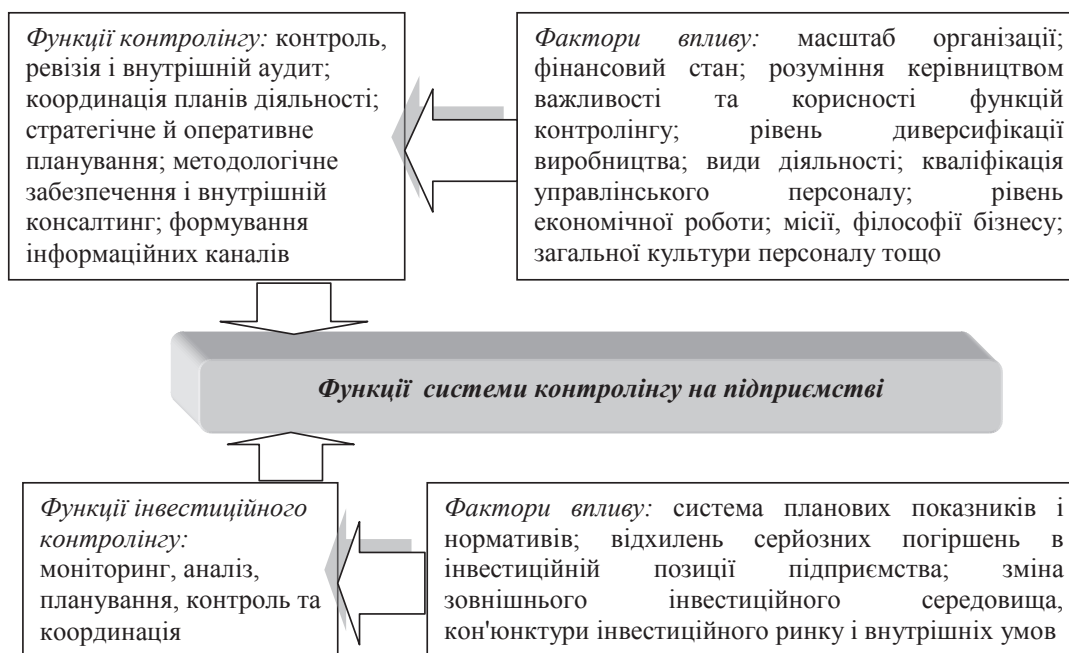 Функції контролінгу: контроль,
ревізія і внутрішній аудит;
координація планів діяльності;
стратегічне й оперативне
планування; методологічне
забезпечення і внутрішній
консалтинг; формування
інформаційних каналів
Фактори впливу: масштаб організації;
фінансовий стан; розуміння керівництвом
важливості та корисності функцій
контролінгу; рівень диверсифікації
виробництва; види діяльності; кваліфікація
управлінського персоналу; рівень
економічної роботи; місії, філософії бізнесу;
загальної культури персоналу тощо
Функції системи контролінгу на підприємстві
Функції інвестиційного
контролінгу:
моніторинг, аналіз,
планування, контроль та
координація
Фактори впливу: система планових показників і
нормативів; відхилень серйозних погіршень в
інвестиційній позиції підприємства; зміна
зовнішнього інвестиційного середовища,
кон'юнктури інвестиційного ринку і внутрішніх умов